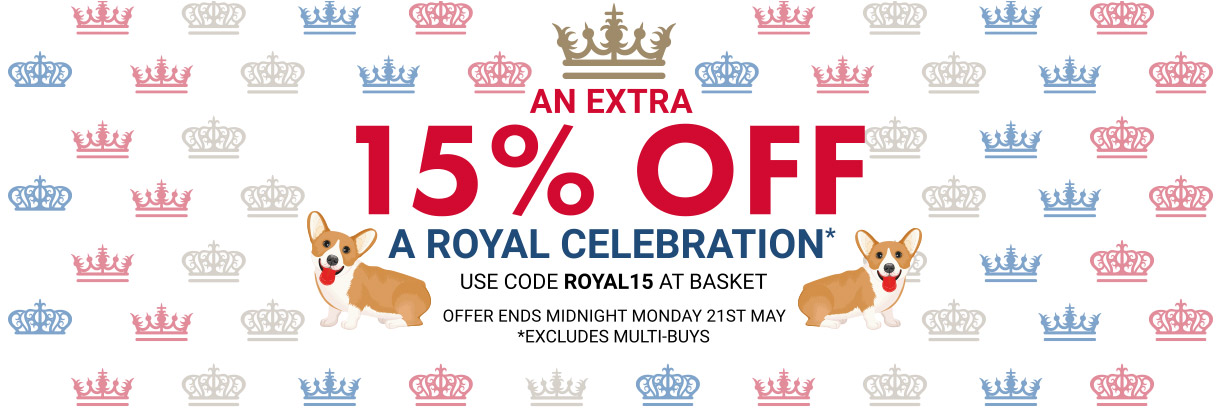 AN EXTRA
15% OFF
A ROYAL CELEBRATION*
USE CODE ROYAL15 AT BASKET
OFFER ENDS MIDNIGHT MONDAY 21ST MAY
*EXCLUDES MULTI-BUYS